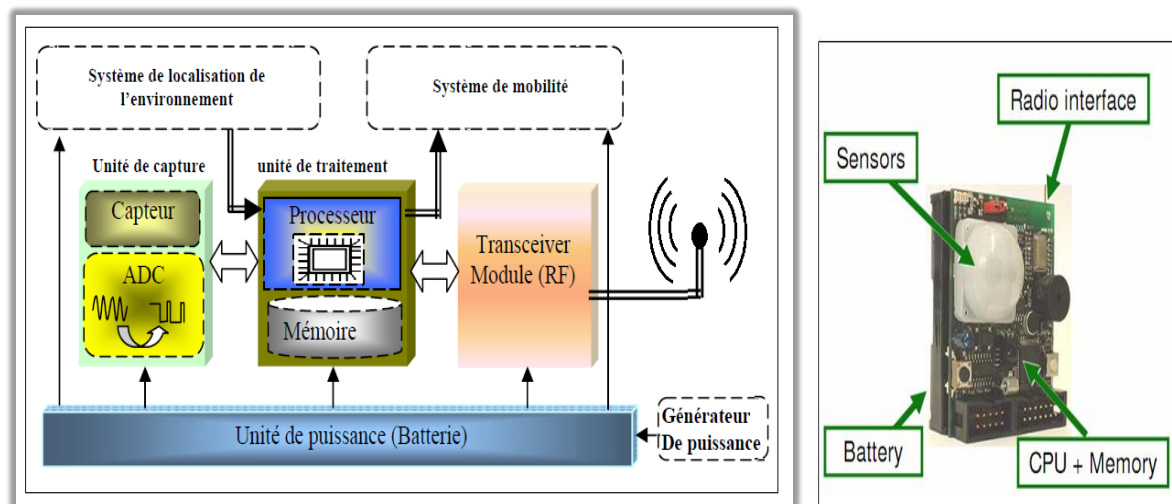 Système de localisation de
l'environnement
Système de mobilité
Unité de capture
unité de traitement
Capteur
ADC
Processeur
Mémoire
Transceiver
Module (RF)
Unité de puissance (Batterie)
Générateur
De puissance
Radio interface
Sensors
Battery
CPU + Memory